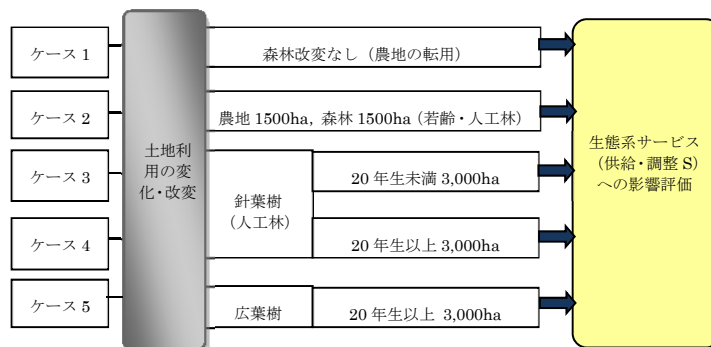 ケース 1
森林改変なし（農地の転用）
ケース 2
農地 1500ha, 森林 1500ha（若齢・人工林）
土地利
用の変
化・改変
ケース 3
針葉樹
（人工林）
20 年生未満 3,000ha
ケース 4
20 年生以上 3,000ha
ケース 5
広葉樹
20 年生以上 3,000ha
生態系サービス
（供給・調整 S）
への影響評価